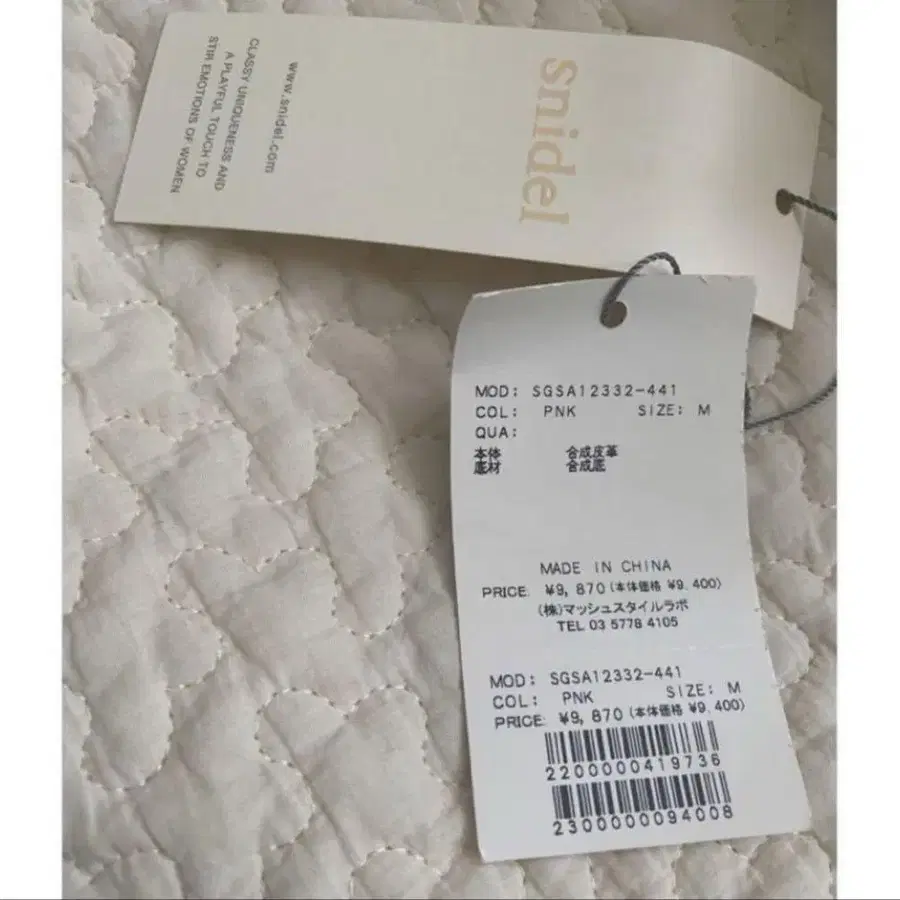 snidel
www.snidel.com
CLASSY UNIQUENESS AND
A PLAYFUL TOUCH TO
STIR EMOTIONS OF WOMEN
MOD: SGSA12332-441
COL: PNK SIZE: M
QUA:
本体 合成皮革
底材 合成底
MADE IN CHINA
PRICE: ¥9,870 (本体価格 ¥9,400)
(株)マッシュスタイルラボ
TEL 03 5778 4105
MOD: SGSA12332-441
COL: PNK SIZE: M
PRICE: ¥9,870 (本体価格 ¥9,400)
2200000419736
2300000094008